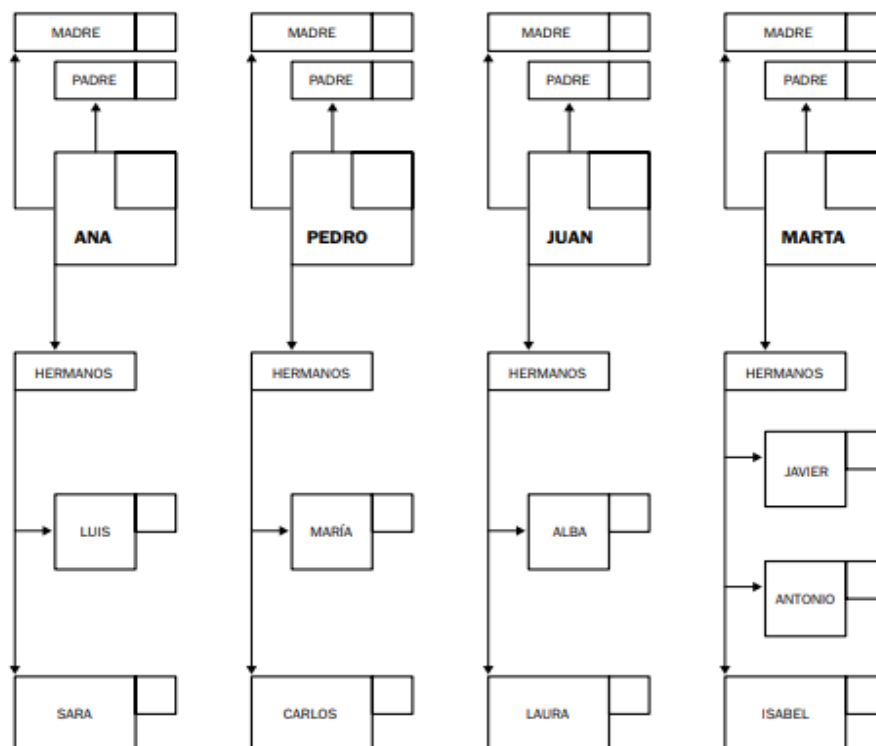 MADRE
MADRE
MADRE
MADRE
PADRE
PADRE
PADRE
PADRE
ANA
PEDRO
JUAN
MARTA
HERMANOS
HERMANOS
HERMANOS
HERMANOS
JAVIER
LUIS
MARÍA
ALBA
ANTONIO
SARA
CARLOS
LAURA
ISABEL